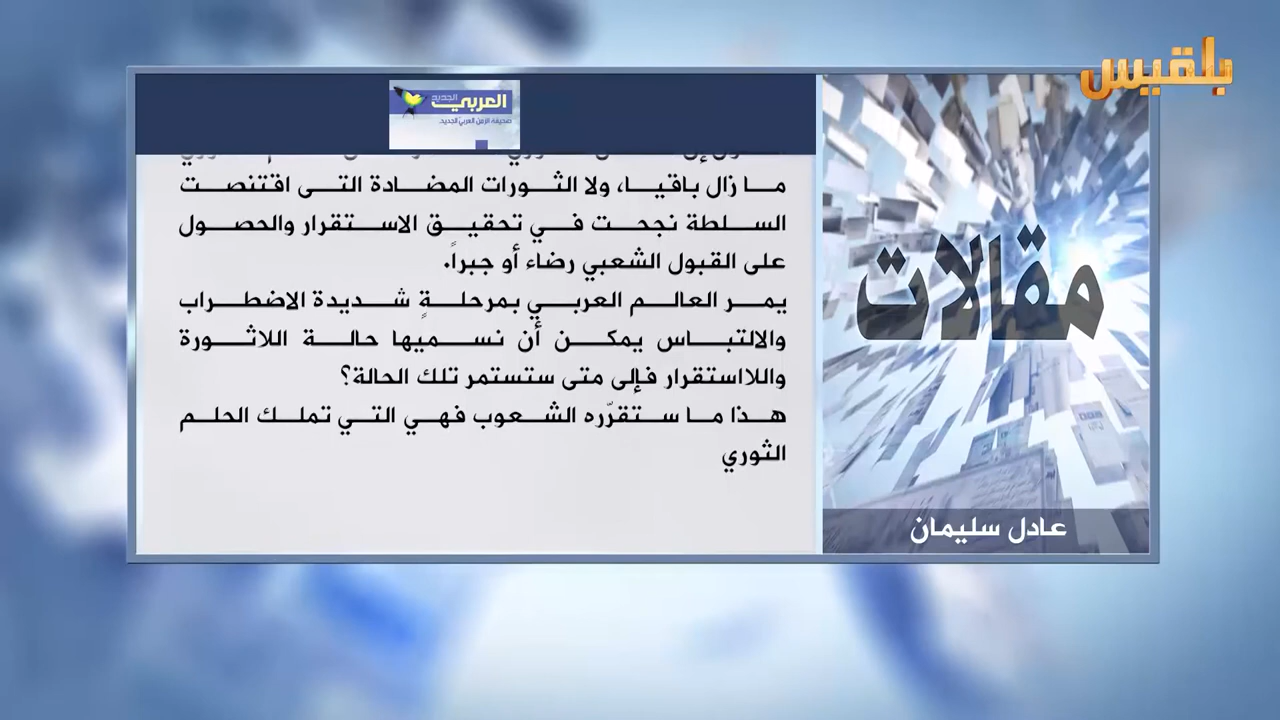 بلقيس
العربي الجديد
صحيفة الزمن العربي الجديد.
ما زال باقيا، ولا الثورات المضادة التى اقتنصت
السلطة نجحت في تحقيق الاستقرار والحصول
على القبول الشعبي رضاء أو جبراً.
يمر العالم العربي بمرحلةٍ شديدة الاضطراب
والالتباس يمكن أن نسميها حالة اللاثورة
واللااستقرار فإلى متى ستستمر تلك الحالة؟
هذا ما ستقرّره الشعوب فهي التي تملك الحلم
الثوري
مقالات
عادل سليمان